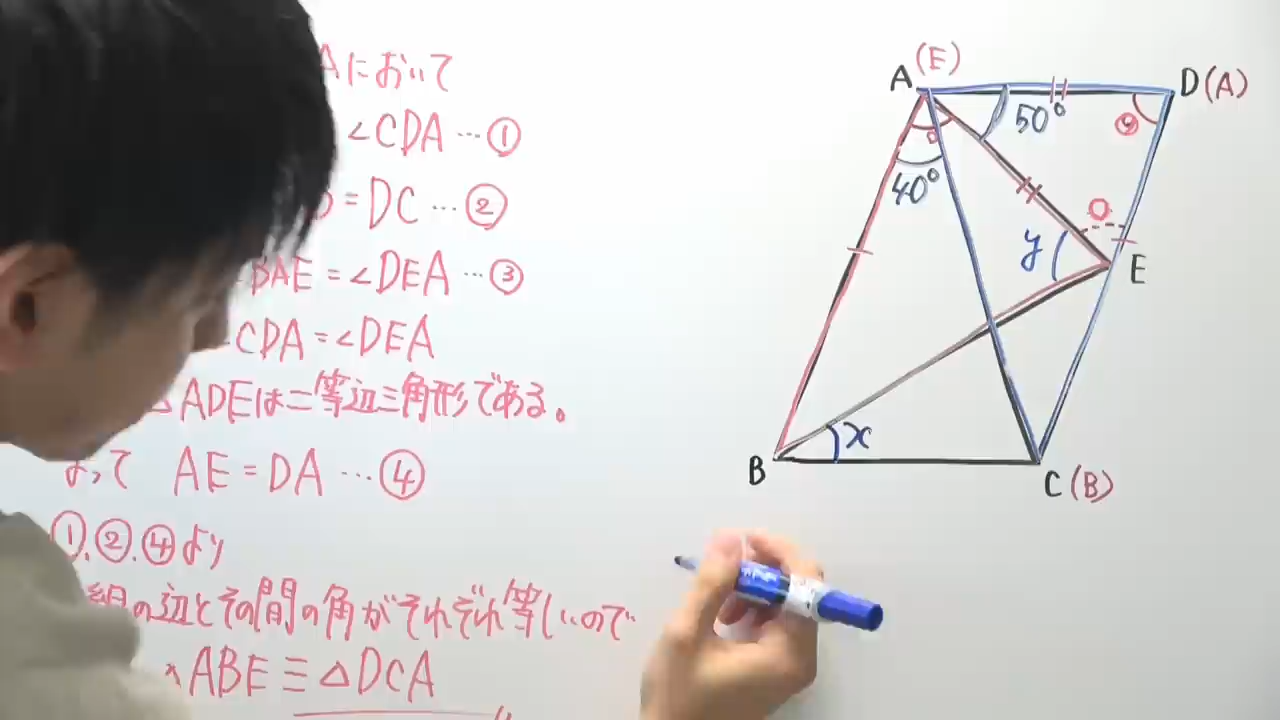 Aにおいて
∠CDA…①
=DC…②
BAE=∠DEA…③
CDA=∠DEA
△ADEは二等辺三角形である。
よって AE=DA…④
①.②.④より
組の辺とその間の角がそれぞれ等しいので
ABE≡△DCA
A(E)
D(A)
50°
40°
y
E
x
B
C(B)